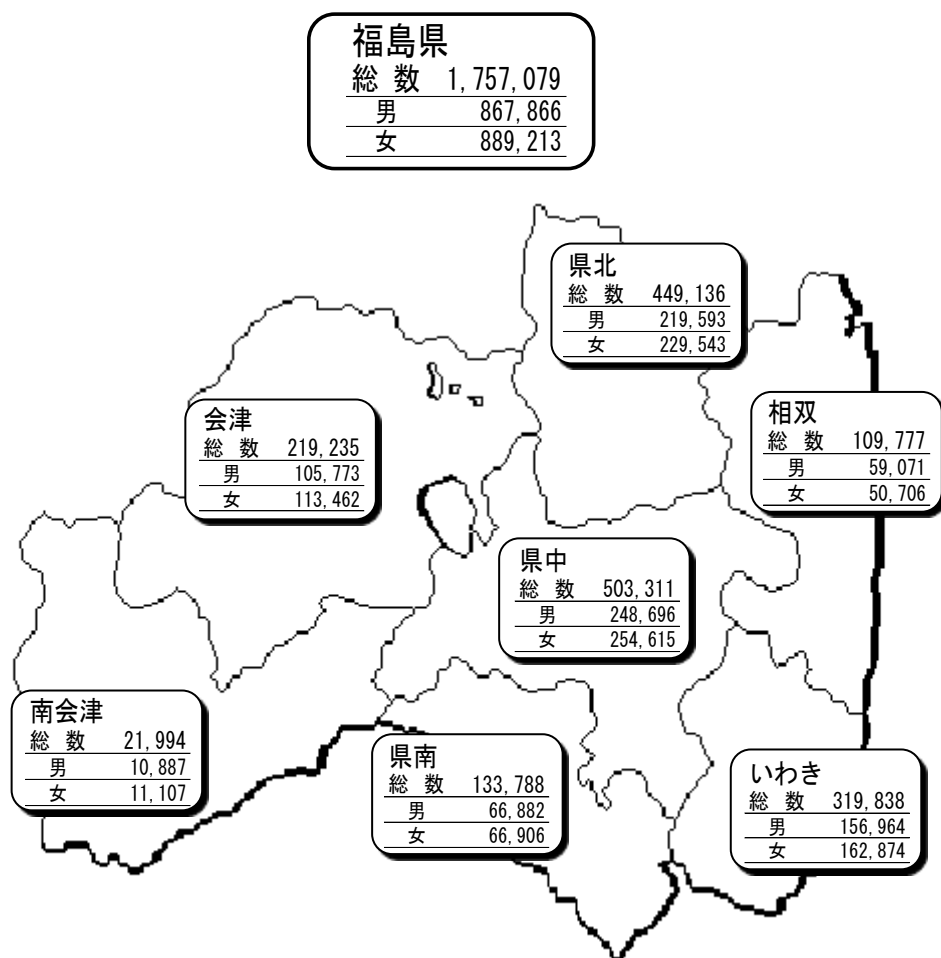 福島県
総数 1,757,079
男 867,866
女 889,213
県北
総数 449,136
男 219,593
女 229,543
会津
総数 219,235
男 105,773
女 113,462
相双
総数 109,777
男 59,071
女 50,706
県中
総数 503,311
男 248,696
女 254,615
南会津
総数 21,994
男 10,887
女 11,107
県南
総数 133,788
男 66,882
女 66,906
いわき
総数 319,838
男 156,964
女 162,874